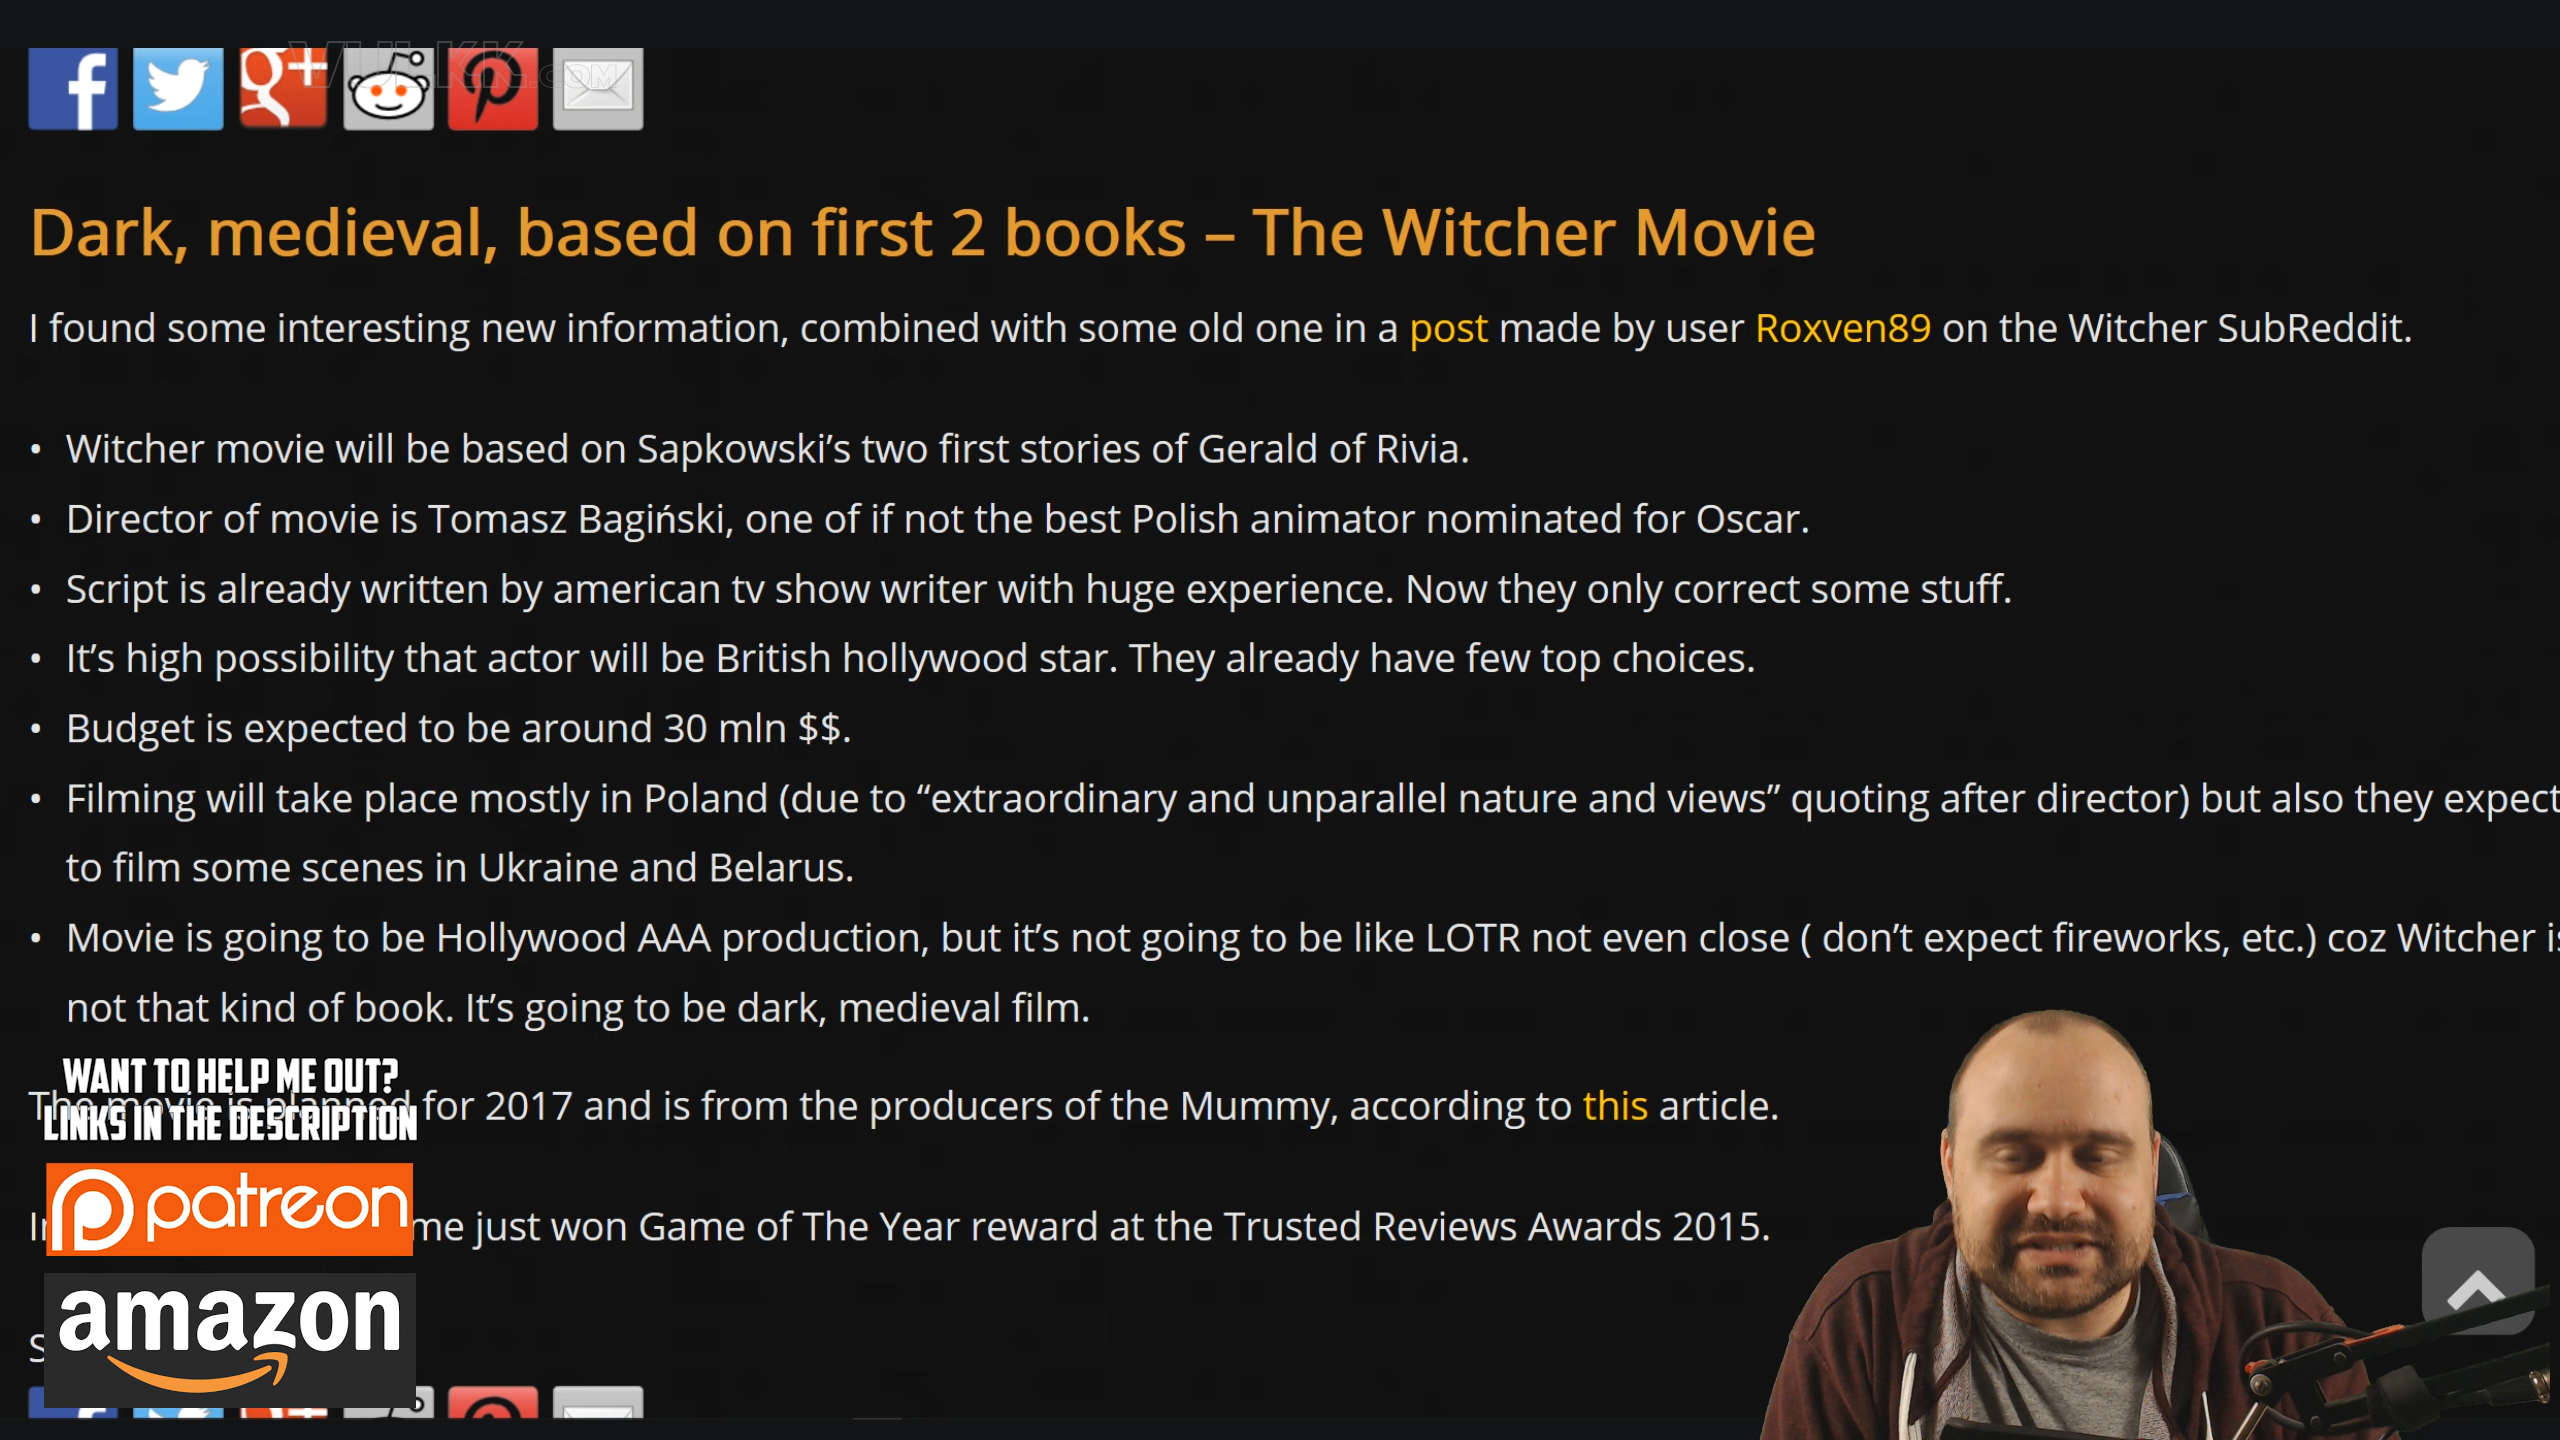 VULKK.COM
Dark, medieval, based on first 2 books – The Witcher Movie
I found some interesting new information, combined with some old one in a post made by user Roxven89 on the Witcher SubReddit.
• Witcher movie will be based on Sapkowski’s two first stories of Gerald of Rivia.
• Director of movie is Tomasz Bagiński, one of if not the best Polish animator nominated for Oscar.
• Script is already written by american tv show writer with huge experience. Now they only correct some stuff.
• It’s high possibility that actor will be British hollywood star. They already have few top choices.
• Budget is expected to be around 30 mln $$.
• Filming will take place mostly in Poland (due to “extraordinary and unparallel nature and views” quoting after director) but also they expect
to film some scenes in Ukraine and Belarus.
• Movie is going to be Hollywood AAA production, but it’s not going to be like LOTR not even close ( don’t expect fireworks, etc.) coz Witcher is
not that kind of book. It’s going to be dark, medieval film.
WANT TO HELP ME OUT?
The movie is planned for 2017 and is from the producers of the Mummy, according to this article.
LINKS IN THE DESCRIPTION
patreon
me just won Game of The Year reward at the Trusted Reviews Awards 2015.
amazon